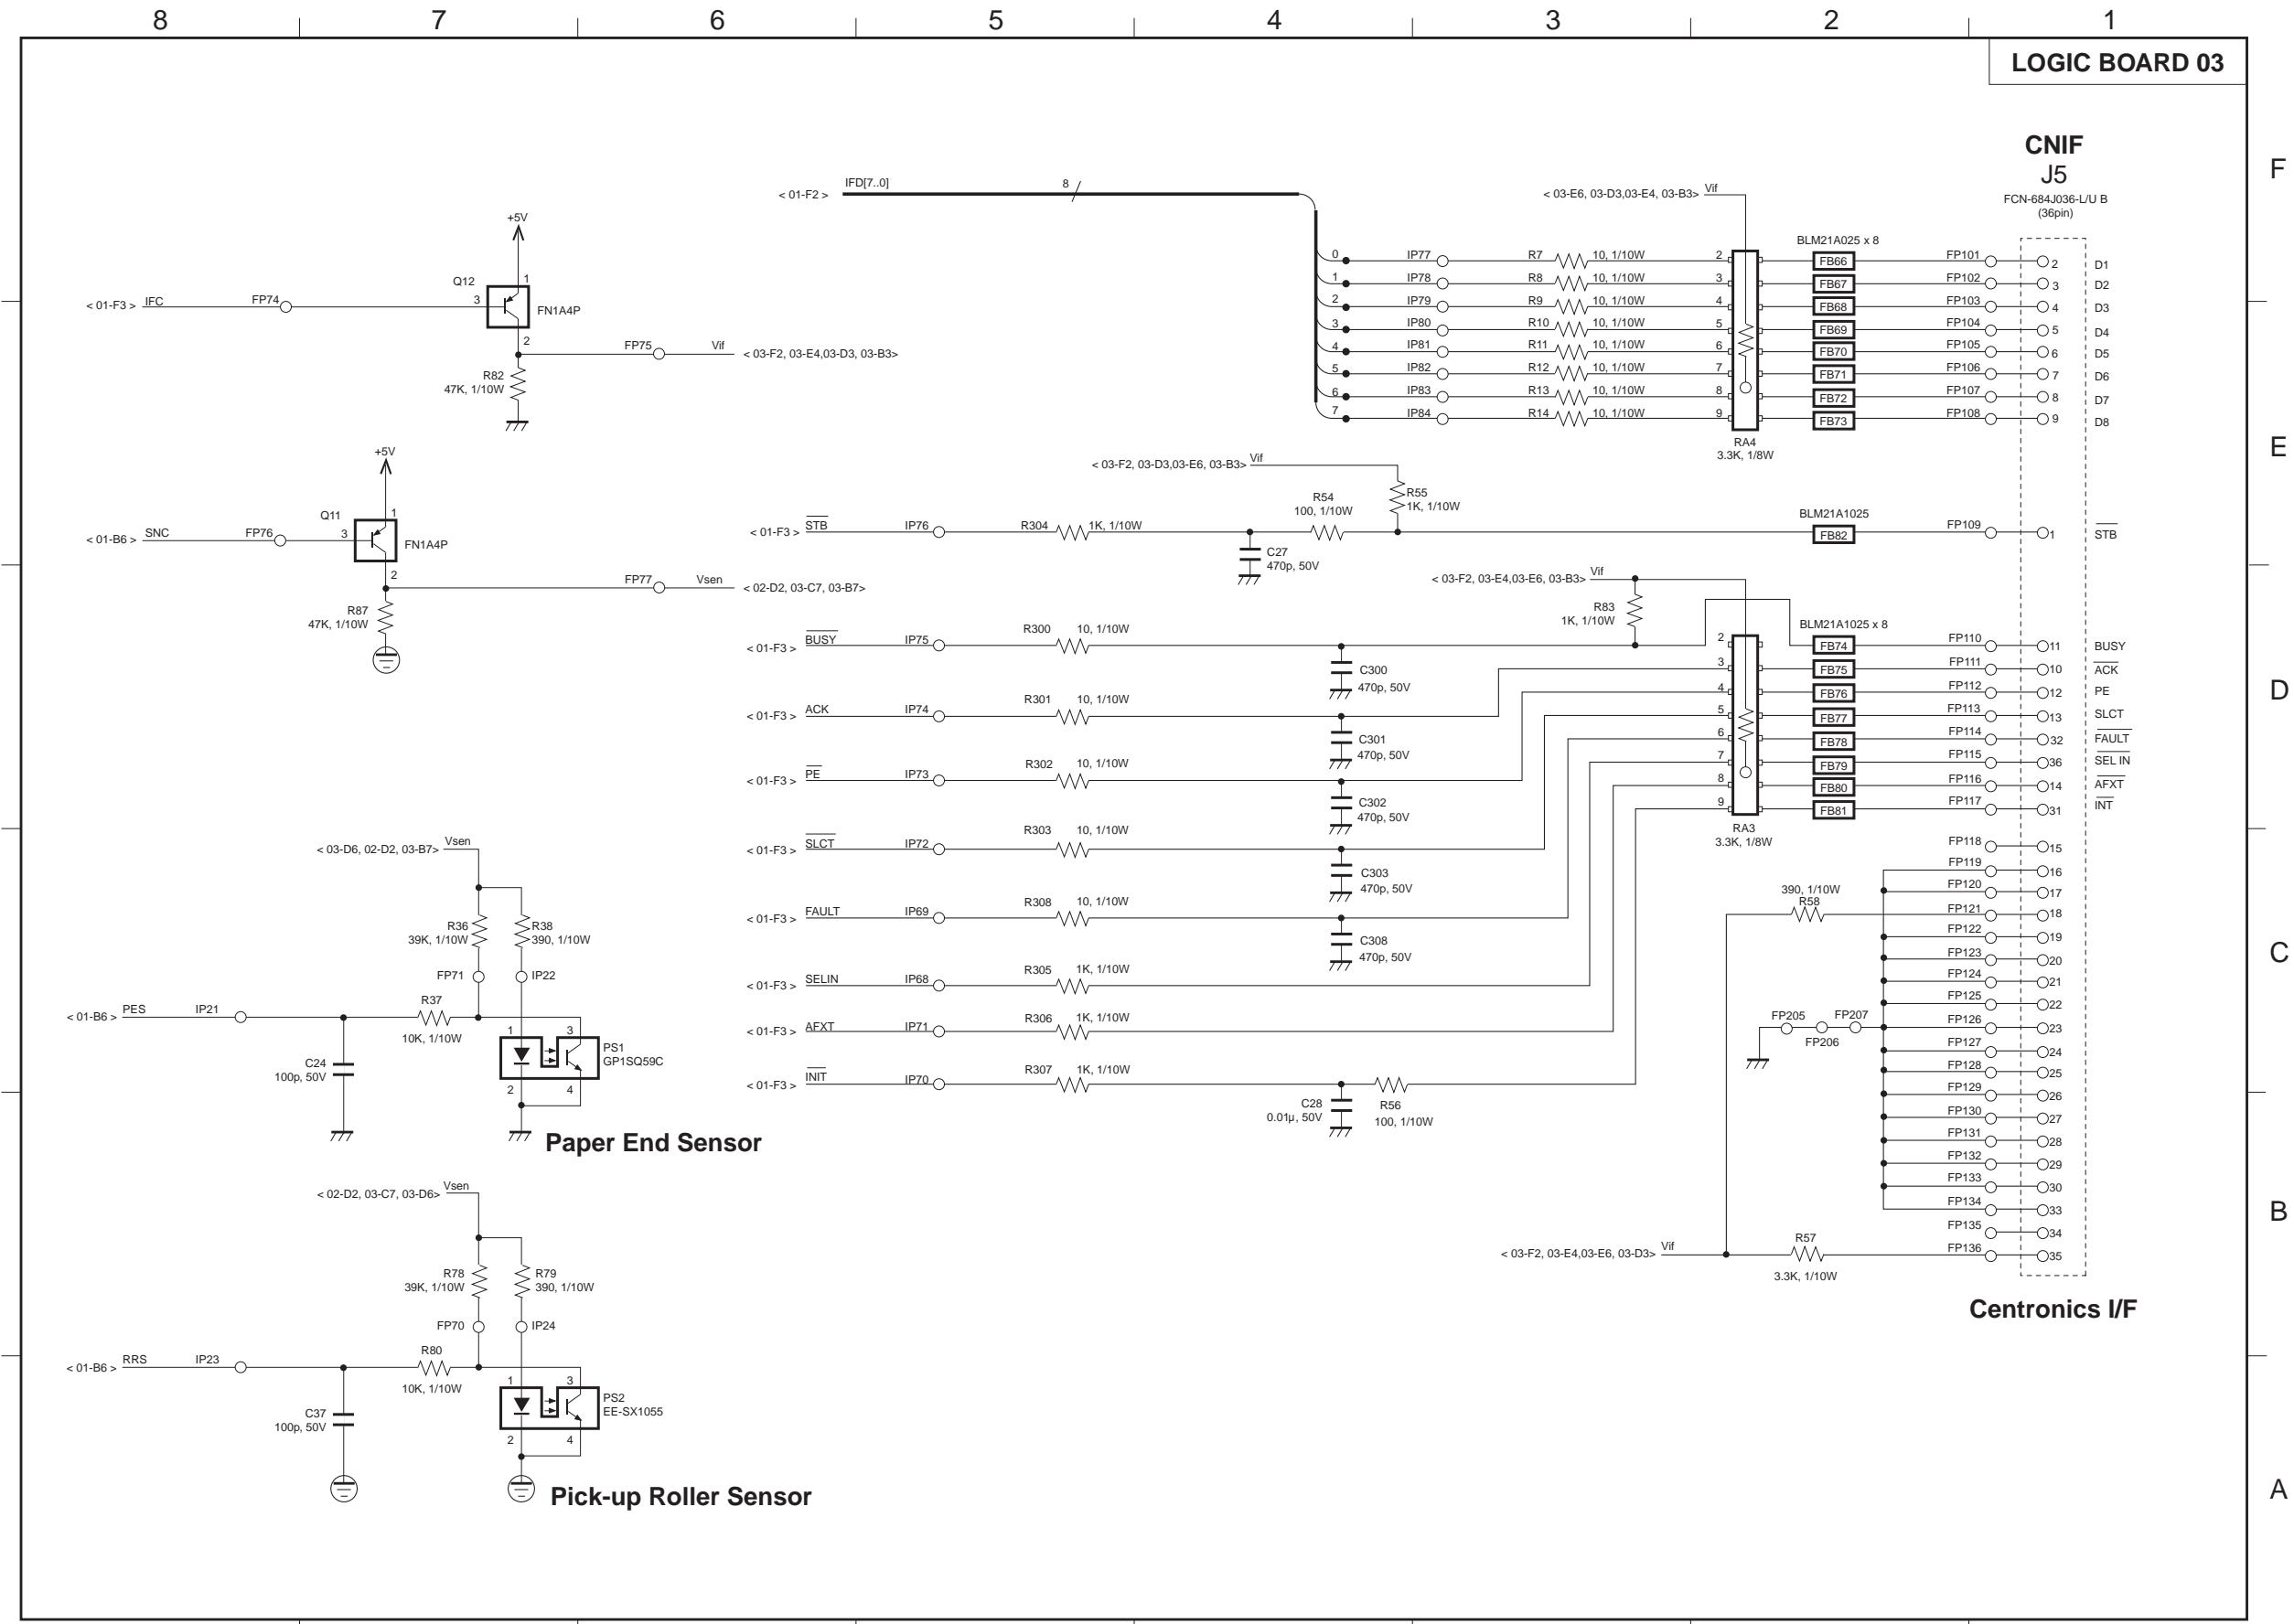 8 7 6 5 4 3 2 1
LOGIC BOARD 03
F
E
D
C
B
A
CNIF
J5
FCN-684J036-L/U B
(36pin)
< 01-F2 > IFD[7..0] 8
< 03-E6, 03-D3,03-E4, 03-B3> Vif
BLM21A025 x 8
0 IP77 R7 10, 1/10W 2 FB66 FP101 2 D1
1 IP78 R8 10, 1/10W 3 FB67 FP102 3 D2
2 IP79 R9 10, 1/10W 4 FB68 FP103 4 D3
3 IP80 R10 10, 1/10W 5 FB69 FP104 5 D4
4 IP81 R11 10, 1/10W 6 FB70 FP105 6 D5
5 IP82 R12 10, 1/10W 7 FB71 FP106 7 D6
6 IP83 R13 10, 1/10W 8 FB72 FP107 8 D7
7 IP84 R14 10, 1/10W 9 FB73 FP108 9 D8
RA4
3.3K, 1/8W
+5V
Q12
1
< 01-F3 > IFC FP74 3
FN1A4P
2
FP75 Vif < 03-F2, 03-E4,03-D3, 03-B3>
R82
47K, 1/10W
+5V
Q11
1
< 01-B6 > SNC FP76 3
FN1A4P
2
FP77 Vsen < 02-D2, 03-C7, 03-B7>
R87
47K, 1/10W
< 03-F2, 03-D3,03-E6, 03-B3> Vif
R55
1K, 1/10W
R54
100, 1/10W
< 01-F3 > STB IP76 R304 1K, 1/10W
C27
470p, 50V
BLM21A1025
FB82 FP109 1 STB
< 03-F2, 03-E4,03-E6, 03-B3> Vif
R83
1K, 1/10W
BLM21A1025 x 8
< 01-F3 > BUSY IP75 R300 10, 1/10W
C300
470p, 50V
< 01-F3 > ACK IP74 R301 10, 1/10W
C301
470p, 50V
< 01-F3 > PE IP73 R302 10, 1/10W
C302
470p, 50V
< 01-F3 > SLCT IP72 R303 10, 1/10W
C303
470p, 50V
< 01-F3 > FAULT IP69 R308 10, 1/10W
C308
470p, 50V
< 01-F3 > SELIN IP68 R305 1K, 1/10W
< 01-F3 > AFXT IP71 R306 1K, 1/10W
< 01-F3 > INIT IP70 R307 1K, 1/10W
C28
0.01μ, 50V
R56
100, 1/10W
2 FB74 FP110 11 BUSY
3 FB75 FP111 10 ACK
4 FB76 FP112 12 PE
5 FB77 FP113 13 SLCT
6 FB78 FP114 32 FAULT
7 FB79 FP115 36 SEL IN
8 FB80 FP116 14 AFXT
9 FB81 FP117 31 INT
RA3
3.3K, 1/8W
FP118 15
FP119 16
FP120 17
390, 1/10W
R58
FP121 18
FP122 19
FP123 20
FP124 21
FP125 22
FP126 23
FP205 FP207
FP206
FP127 24
FP128 25
FP129 26
FP130 27
FP131 28
FP132 29
FP133 30
FP134 33
FP135 34
FP136 35
< 03-F2, 03-E4,03-E6, 03-D3> Vif
R57
3.3K, 1/10W
Centronics I/F
< 03-D6, 02-D2, 03-B7> Vsen
R36
39K, 1/10W
R38
390, 1/10W
FP71 IP22
< 01-B6 > PES IP21
R37
10K, 1/10W
C24
100p, 50V
1 3
PS1
GP1SQ59C
2 4
Paper End Sensor
< 02-D2, 03-C7, 03-D6> Vsen
R78
39K, 1/10W
R79
390, 1/10W
FP70 IP24
< 01-B6 > RRS IP23
R80
10K, 1/10W
C37
100p, 50V
1 3
PS2
EE-SX1055
2 4
Pick-up Roller Sensor